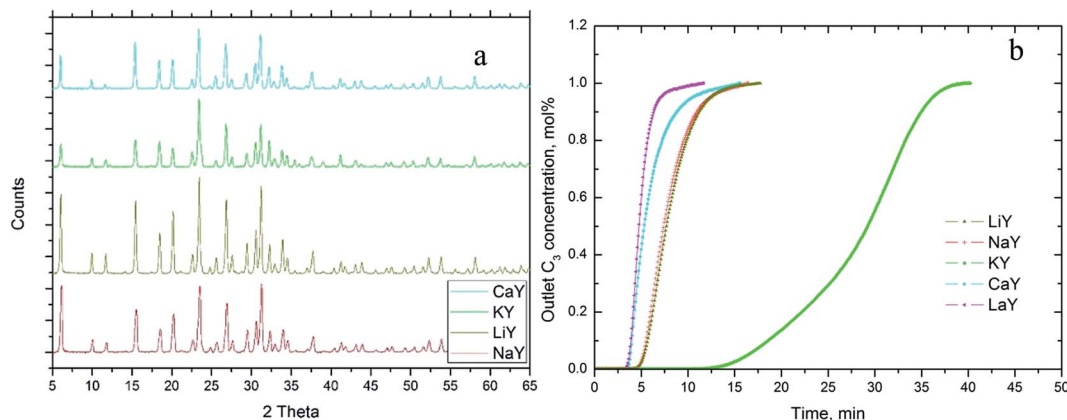 a
Counts
CaY
KY
LiY
NaY
5 10 15 20 25 30 35 40 45 50 55 60 65
2 Theta
b
1.2
1.0
0.8
0.6
0.4
0.2
0.0
Outlet C3 concentration, mol%
LiY
NaY
KY
CaY
LaY
0 5 10 15 20 25 30 35 40 45 50
Time, min